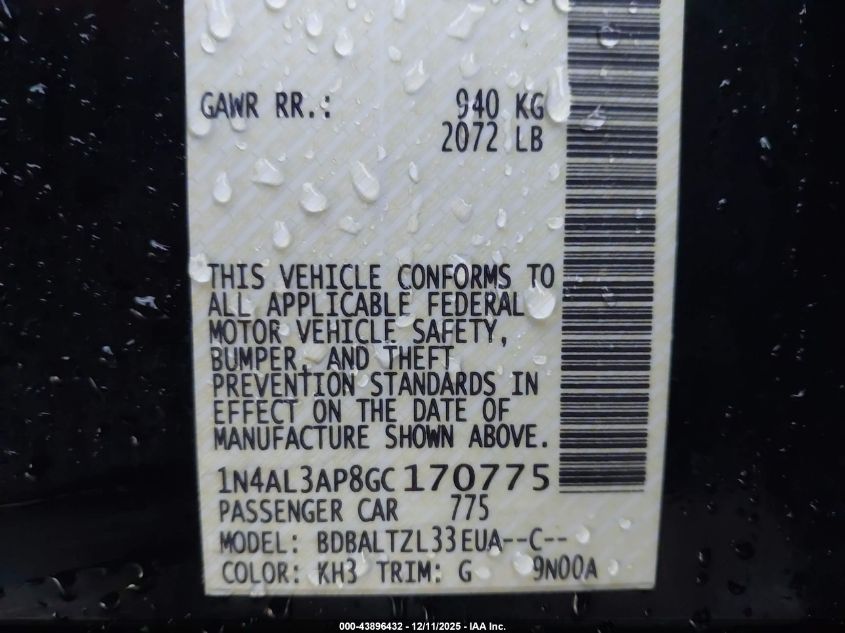 GAWR RR.: 940 KG
2072 LB
THIS VEHICLE CONFORMS TO
ALL APPLICABLE FEDERAL
MOTOR VEHICLE SAFETY,
BUMPER, AND THEFT
PREVENTION STANDARDS IN
EFFECT ON THE DATE OF
MANUFACTURE SHOWN ABOVE.
1N4AL3AP8GC170775
PASSENGER CAR 775
MODEL: BDBALTZL33EUA--C--
COLOR: KH3 TRIM: G 9N00A
000-43896432 - 12/11/2025 - IAA Inc.